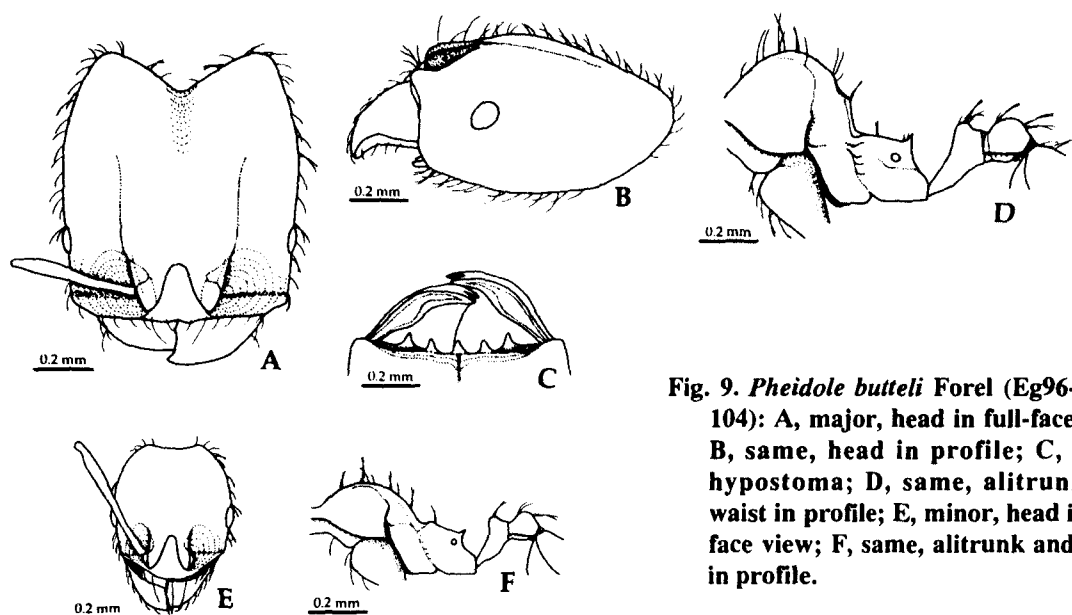 A
0.2 mm
B
0.2 mm
C
0.2 mm
D
0.2 mm
E
0.2 mm
F
0.2 mm
Fig. 9. Pheidole butteli Forel (Eg96-
104): A, major, head in full-face
B, same, head in profile; C,
hypostoma; D, same, alitrun
waist in profile; E, minor, head i
face view; F, same, alitrunk and
in profile.